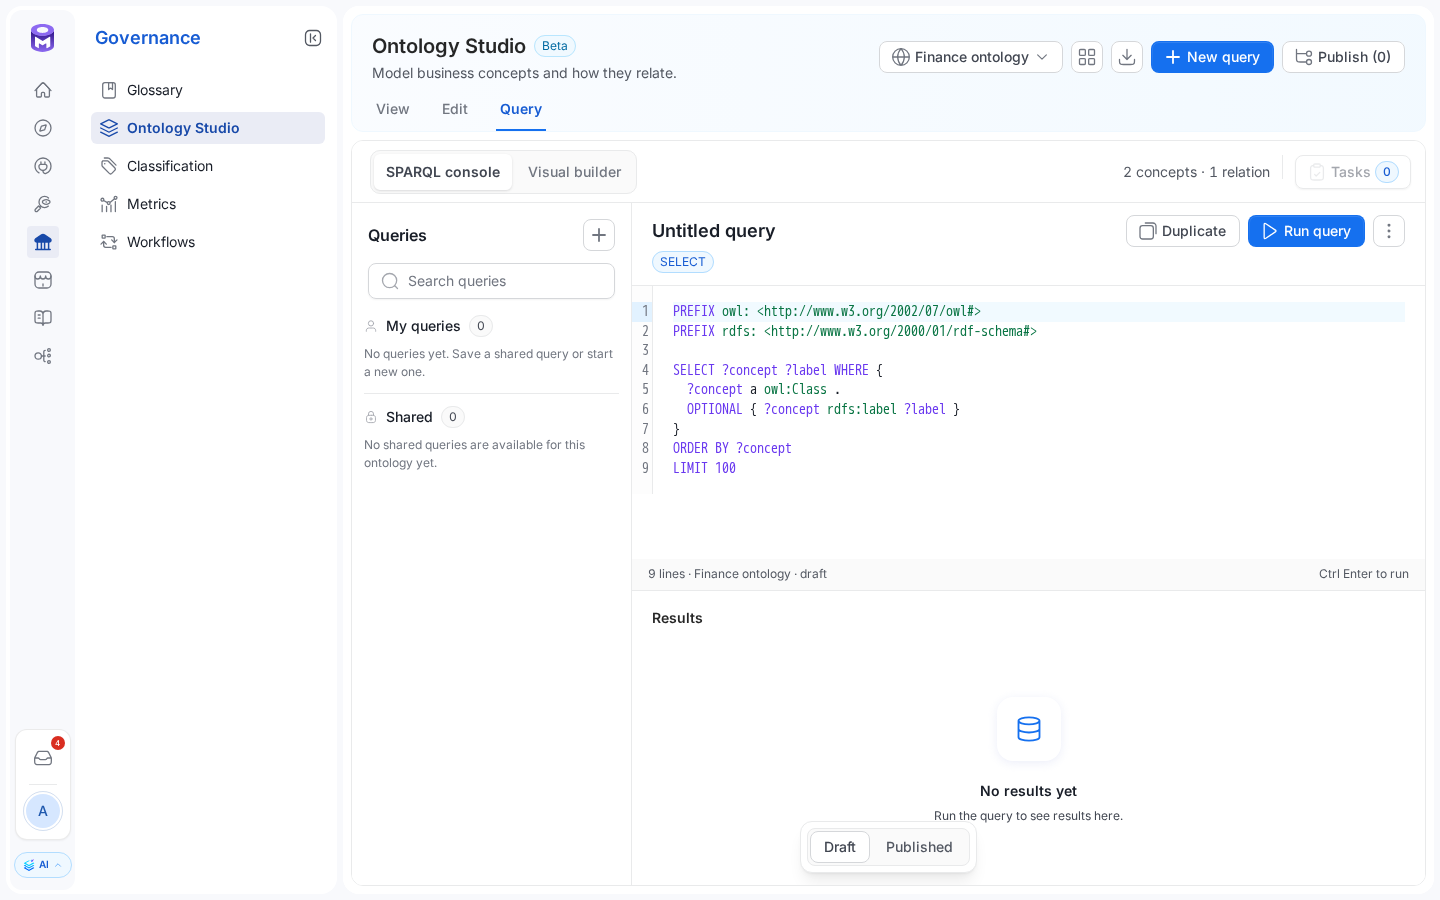 Governance
Glossary
Ontology Studio
Classification
Metrics
Workflows
4
A
AI
Ontology Studio
Beta
Model business concepts and how they relate.
Finance ontology
New query
Publish (0)
View
Edit
Query
SPARQL console
Visual builder
2 concepts · 1 relation
Tasks
0
Queries
Search queries
My queries
0
No queries yet. Save a shared query or start
a new one.
Shared
0
No shared queries are available for this
ontology yet.
Untitled query
SELECT
Duplicate
Run query
1 PREFIX owl: <http://www.w3.org/2002/07/owl#>
2 PREFIX rdfs: <http://www.w3.org/2000/01/rdf-schema#>
3
4 SELECT ?concept ?label WHERE {
5   ?concept a owl:Class .
6   OPTIONAL { ?concept rdfs:label ?label }
7 }
8 ORDER BY ?concept
9 LIMIT 100
9 lines · Finance ontology · draft
Ctrl Enter to run
Results
No results yet
Run the query to see results here.
Draft
Published